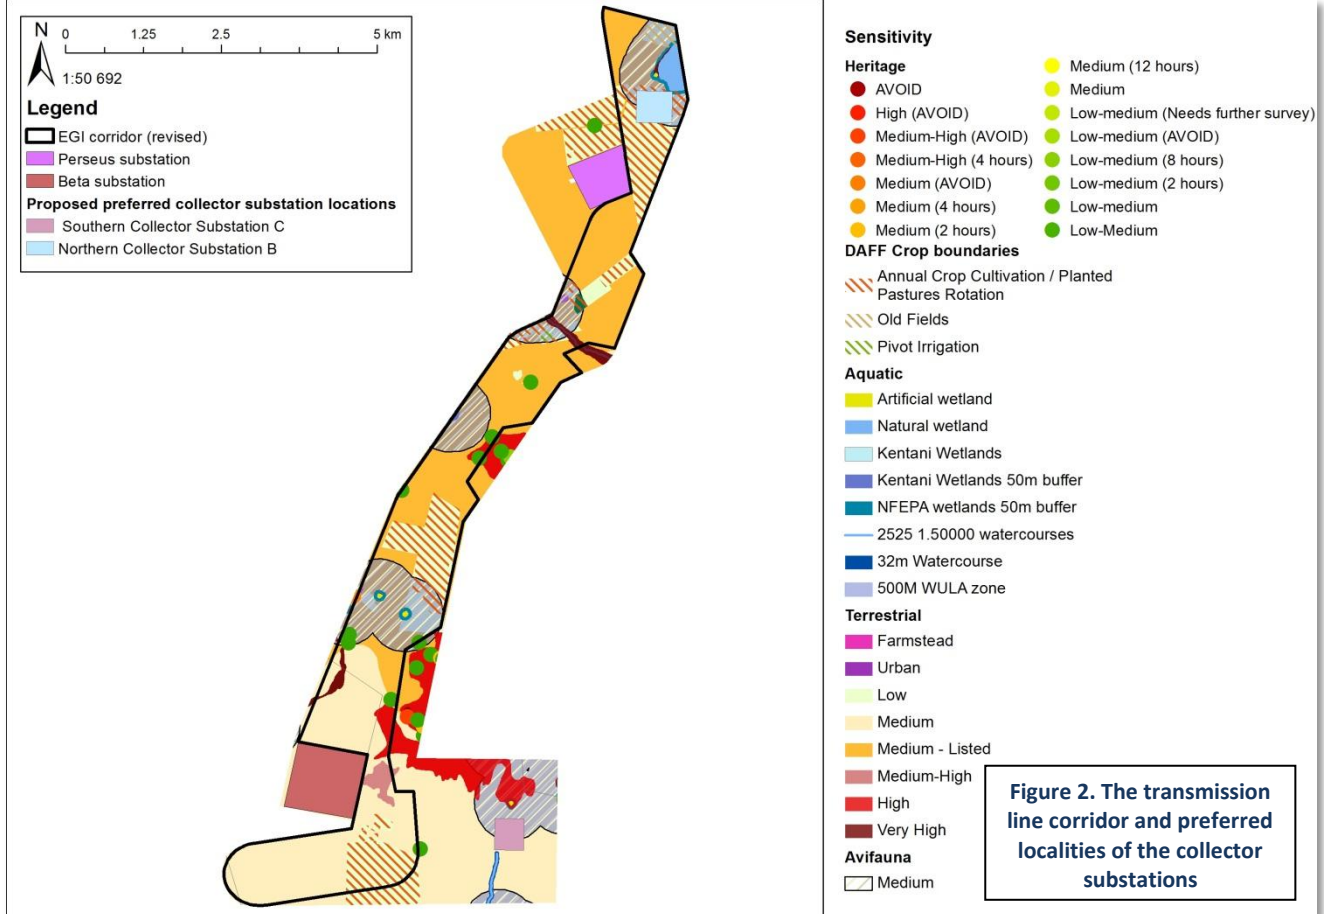 N
0 1.25 2.5 5 km
1:50 692
Legend
EGI corridor (revised)
Perseus substation
Beta substation
Proposed preferred collector substation locations
Southern Collector Substation C
Northern Collector Substation B
Sensitivity
Heritage
AVOID
High (AVOID)
Medium-High (AVOID)
Medium-High (4 hours)
Medium (AVOID)
Medium (4 hours)
Medium (2 hours)
Medium (12 hours)
Medium
Low-medium (Needs further survey)
Low-medium (AVOID)
Low-medium (8 hours)
Low-medium (2 hours)
Low-medium
Low-Medium
DAFF Crop boundaries
Annual Crop Cultivation / Planted
Pastures Rotation
Old Fields
Pivot Irrigation
Aquatic
Artificial wetland
Natural wetland
Kentani Wetlands
Kentani Wetlands 50m buffer
NFEPA wetlands 50m buffer
2525 1.50000 watercourses
32m Watercourse
500M WULA zone
Terrestrial
Farmstead
Urban
Low
Medium
Medium - Listed
Medium-High
High
Very High
Avifauna
Medium
Figure 2. The transmission
line corridor and preferred
localities of the collector
substations